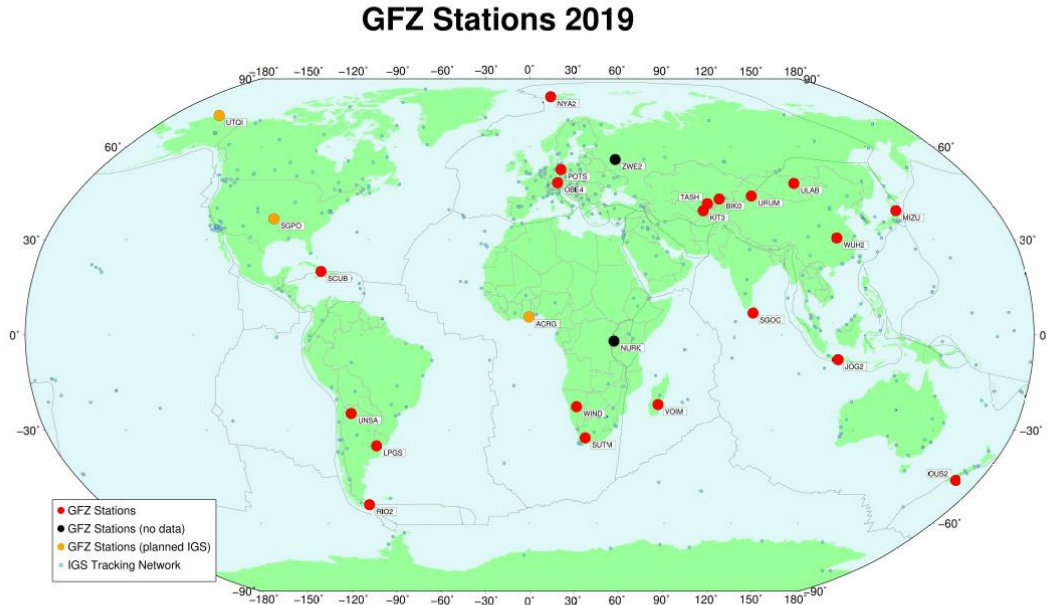 GFZ Stations 2019
−180° −150° −120° −90° −60° −30° 0° 30° 60° 90° 120° 150° 180°
90° 90°
NYA2
UTQI
60° 60°
ZWE2
POTS
OBE4
ULAB
TASH
BIK0
URUM
KIT3
MIZU
SGPO
WUH2
30° 30°
SCUB
SGOC
ACRG
0° 0°
NURK
JOG2
WIND
VOIM
UNSA
−30° −30°
SUTM
LPGS
OUS2
RIO2
GFZ Stations
GFZ Stations (no data)
GFZ Stations (planned IGS)
IGS Tracking Network
−60°
−90° −90°
−180° −150° −120° −90° −60° −30° 0° 30° 60° 90° 120° 150° 180°